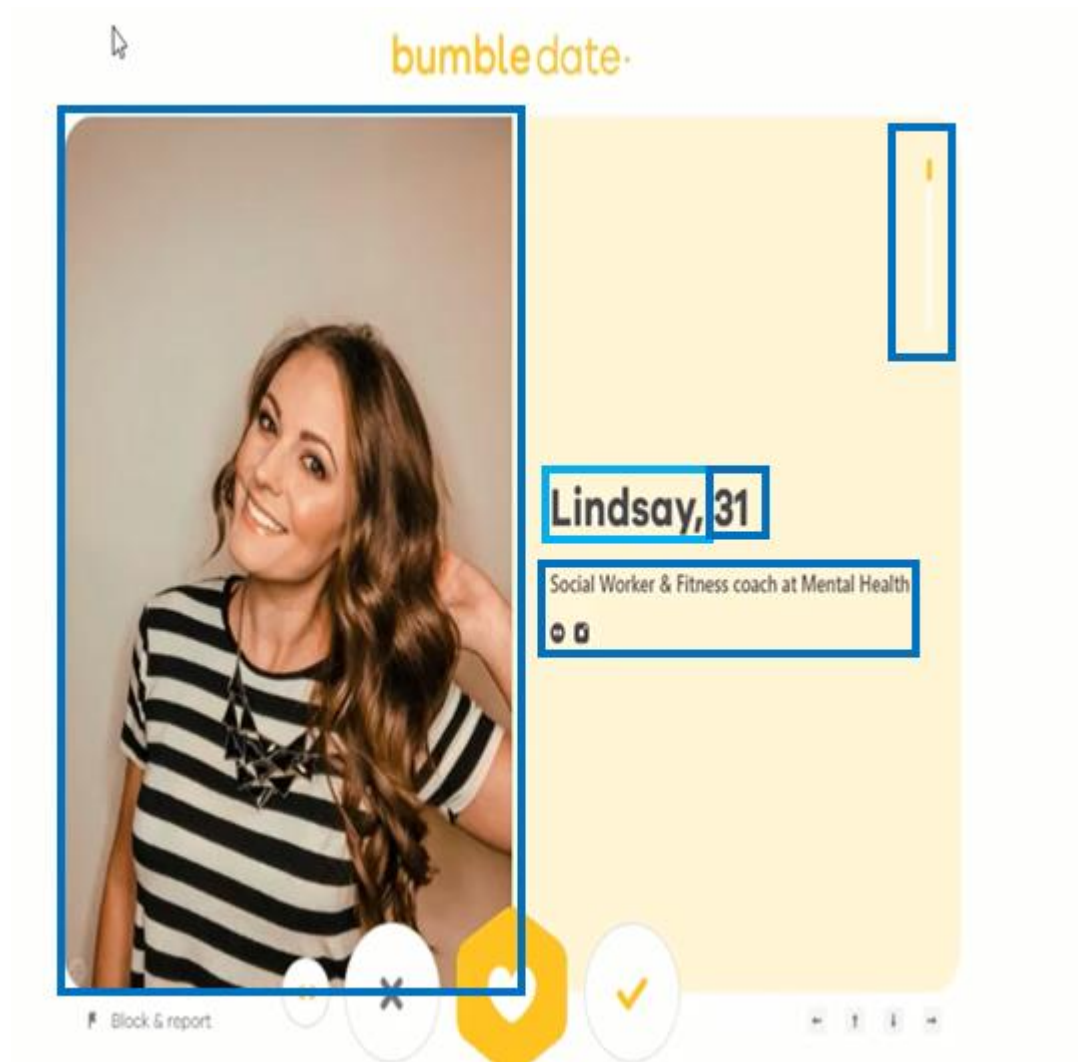 bumble date
Lindsay, 31
Social Worker & Fitness coach at Mental Health
Block & report